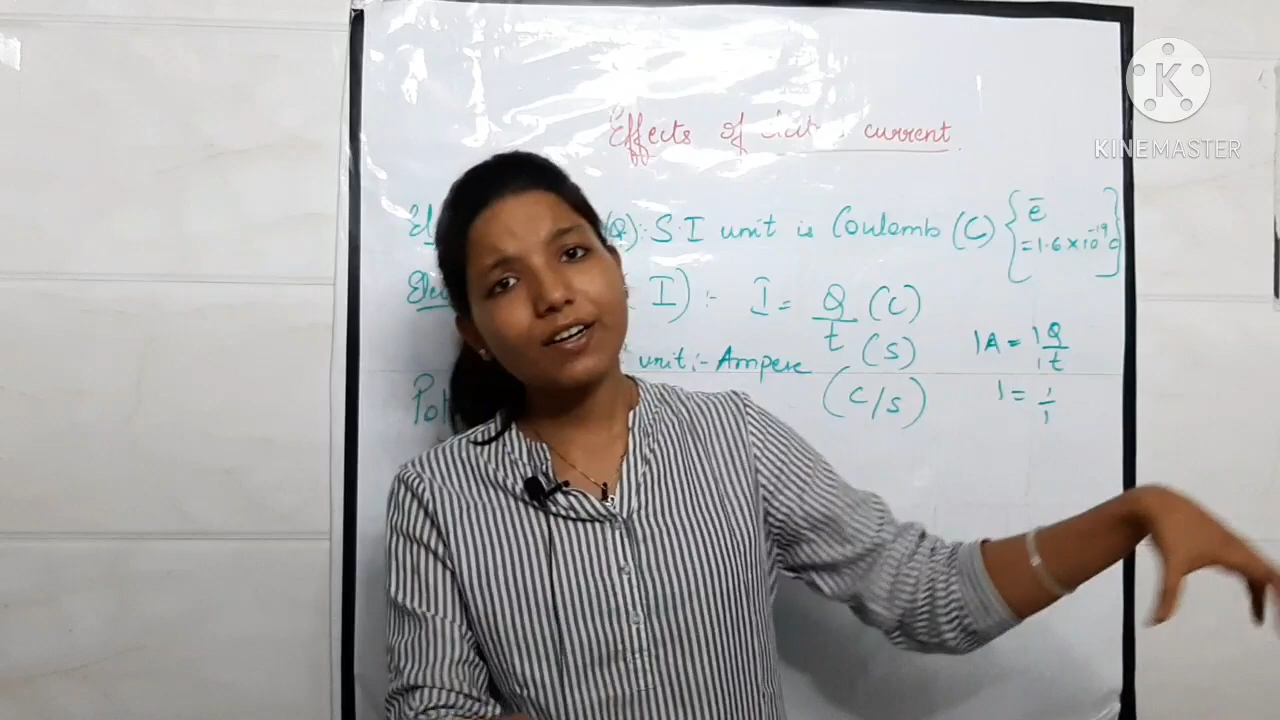 K
KINEMASTER
Effects of current
(Q):- S.I unit is Coulomb (C) { e̅
= 1.6 × 10⁻¹⁹ C }
I) :- I = Q/t (C)/(S)
1A = 1Q/1t
unit :- Ampere (C/S)
1 = 1/1
Pot